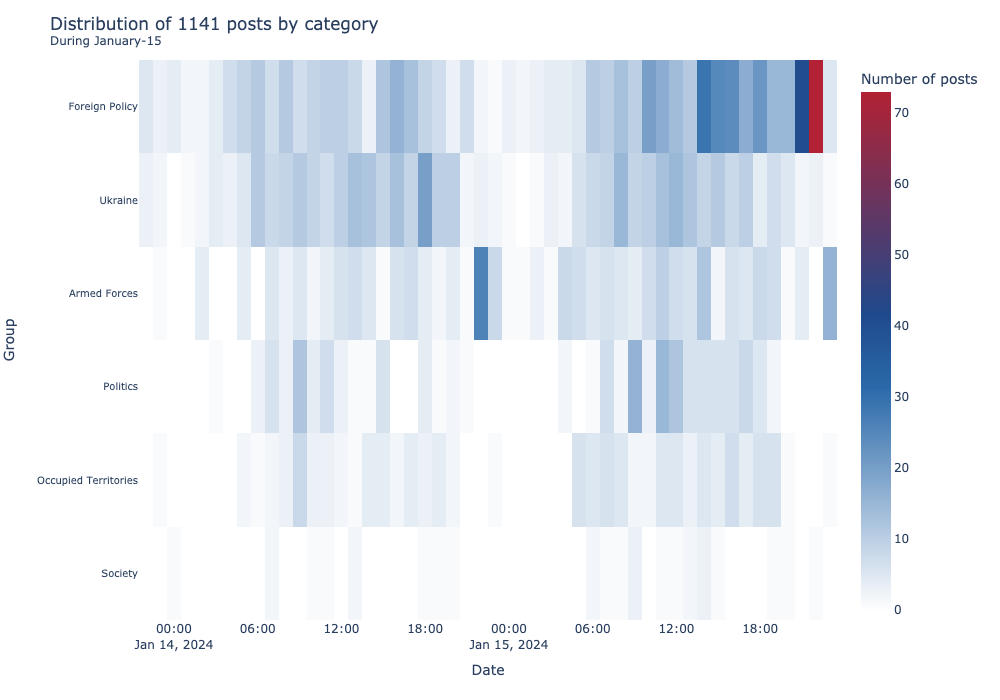 Distribution of 1141 posts by category
During January-15
Number of posts
Foreign Policy
Ukraine
Armed Forces
Politics
Occupied Territories
Society
Group
70
60
50
40
30
20
10
0
00:00 06:00 12:00 18:00 00:00 06:00 12:00 18:00
Jan 14, 2024 Jan 15, 2024
Date